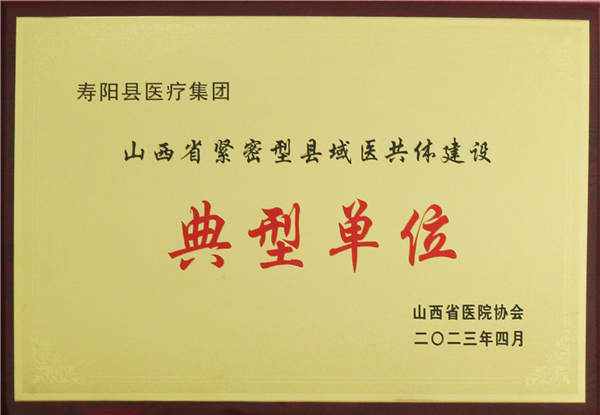 寿阳县医疗集团
山西省紧密型县域医共体建设
典型单位
山西省医院协会
二〇二三年四月